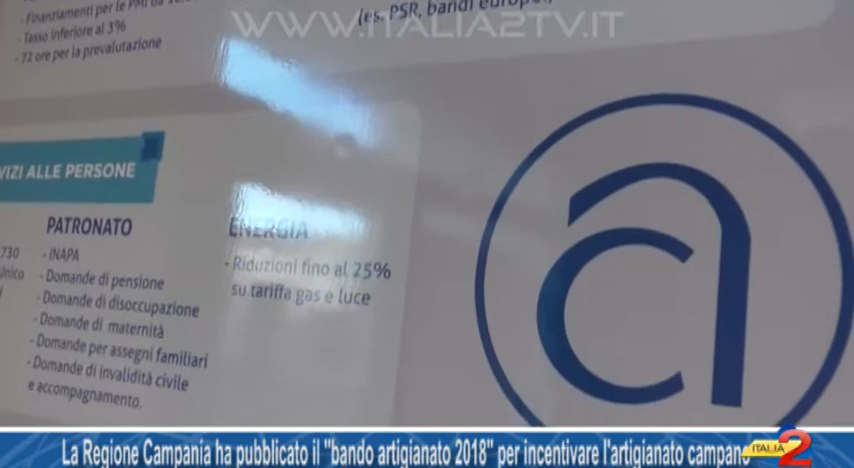 - Finanziamenti per le PMI da
- Tasso inferiore al 3%
- 72 ore per la prevalutazione
(es. PSR, bandi europei,
WWW.ITALIA2TV.IT
VIZI ALLE PERSONE
PATRONATO
- INAPA
- Domande di pensione
- Domande di disoccupazione
- Domande di maternità
- Domande per assegni familiari
- Domande di invalidità civile
e accompagnamento.
730
Unico
ENERGIA
- Riduzioni fino al 25%
su tariffa gas e luce
La Regione Campania ha pubblicato il "bando artigianato 2018" per incentivare l'artigianato campano
ITALIA 2